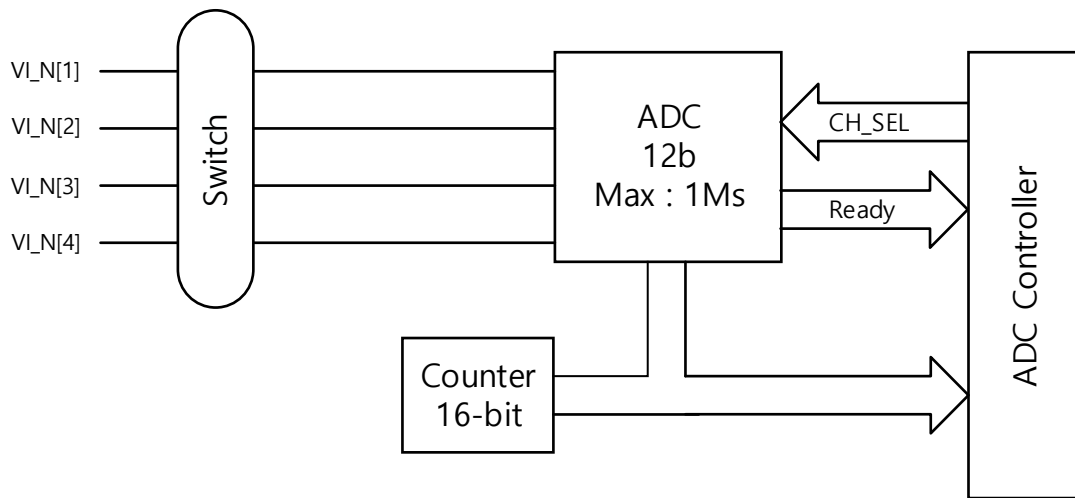 VI_N[1]
VI_N[2]
VI_N[3]
VI_N[4]
Switch
ADC
12b
Max : 1Ms
CH_SEL
Ready
Counter
16-bit
ADC Controller